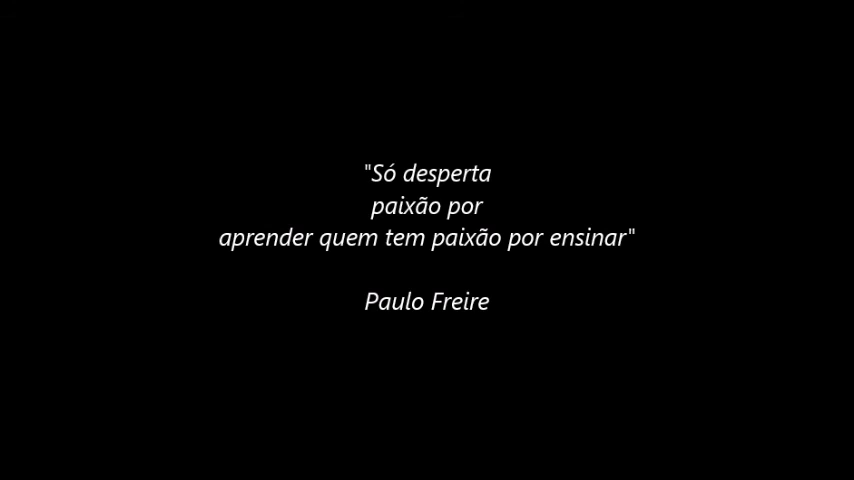 "Só desperta
paixão por
aprender quem tem paixão por ensinar"
Paulo Freire